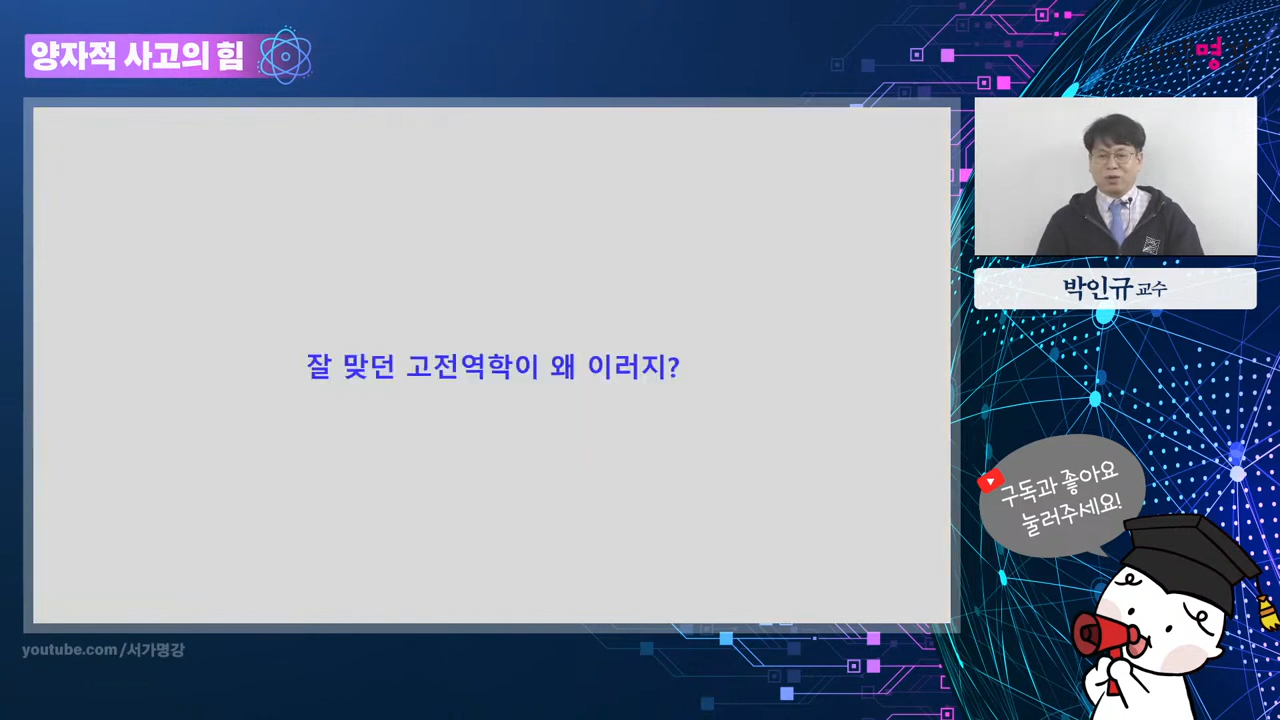 양자적 사고의 힘
명
잘 맞던 고전역학이 왜 이러지?
박인규 교수
구독과 좋아요
눌러주세요!
youtube.com/서가명강